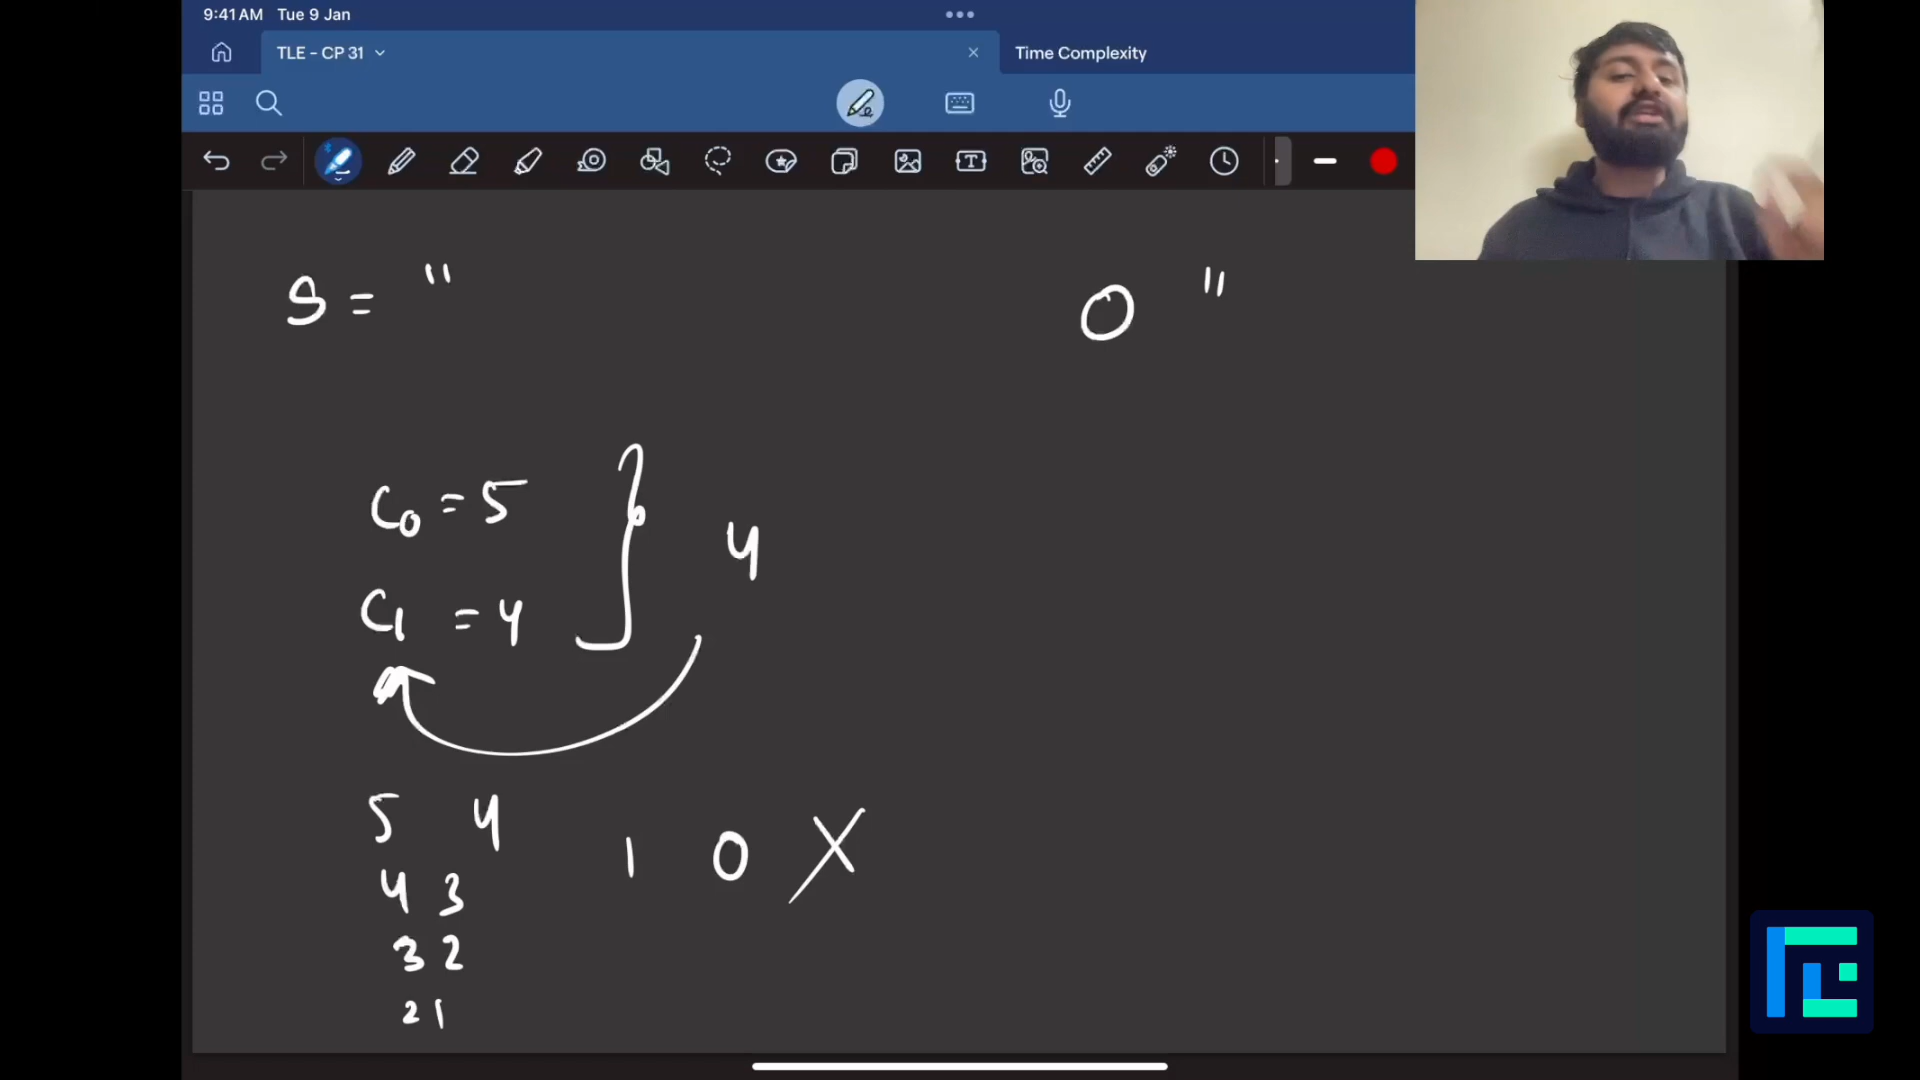 9:41 AM Tue 9 Jan
TLE - CP 31
Time Complexity
S = " 0 "
C0 = 5
4
C1 = 4
5 4
1 0 X
4 3
3 2
2 1